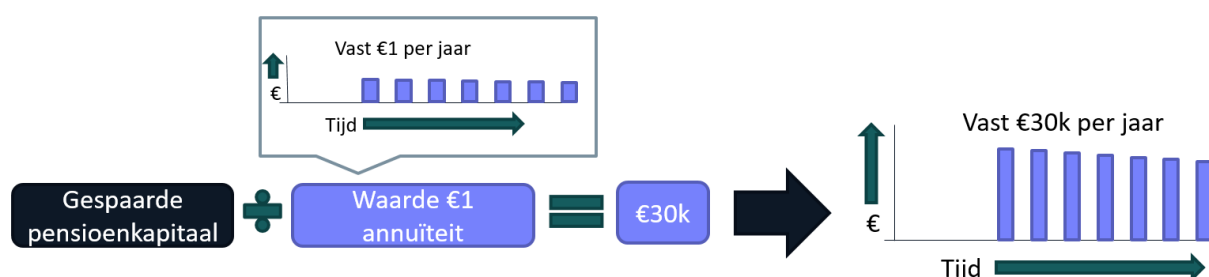 Vast €1 per jaar
€
Tijd
Gespaarde
pensioenkapitaal
Waarde €1
annuïteit
€30k
Vast €30k per jaar
€
Tijd